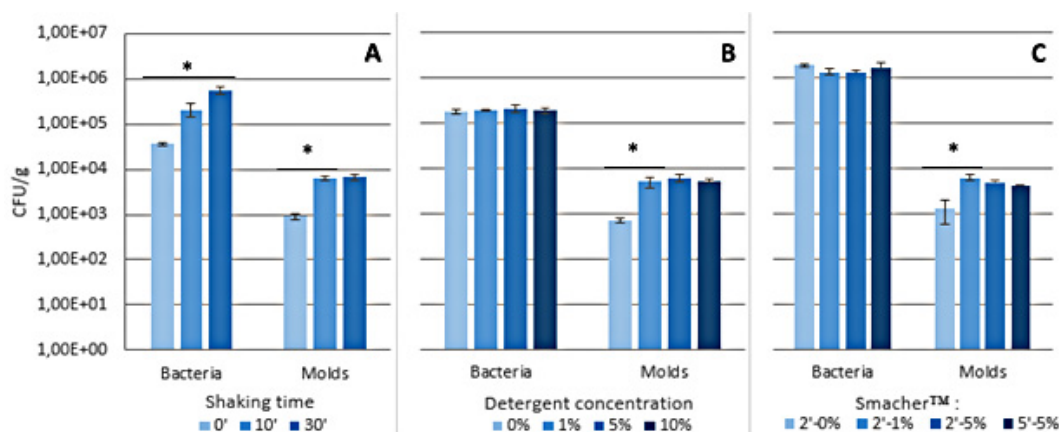 CFU/g
1,00E+07
1,00E+06
1,00E+05
1,00E+04
1,00E+03
1,00E+02
1,00E+01
1,00E+00
A
*
*
Bacteria Molds
Shaking time
0' 10' 30'
B
*
Bacteria Molds
Detergent concentration
0% 1% 5% 10%
C
*
Bacteria Molds
Smacher™ :
2'-0% 2'-1% 2'-5% 5'-5%